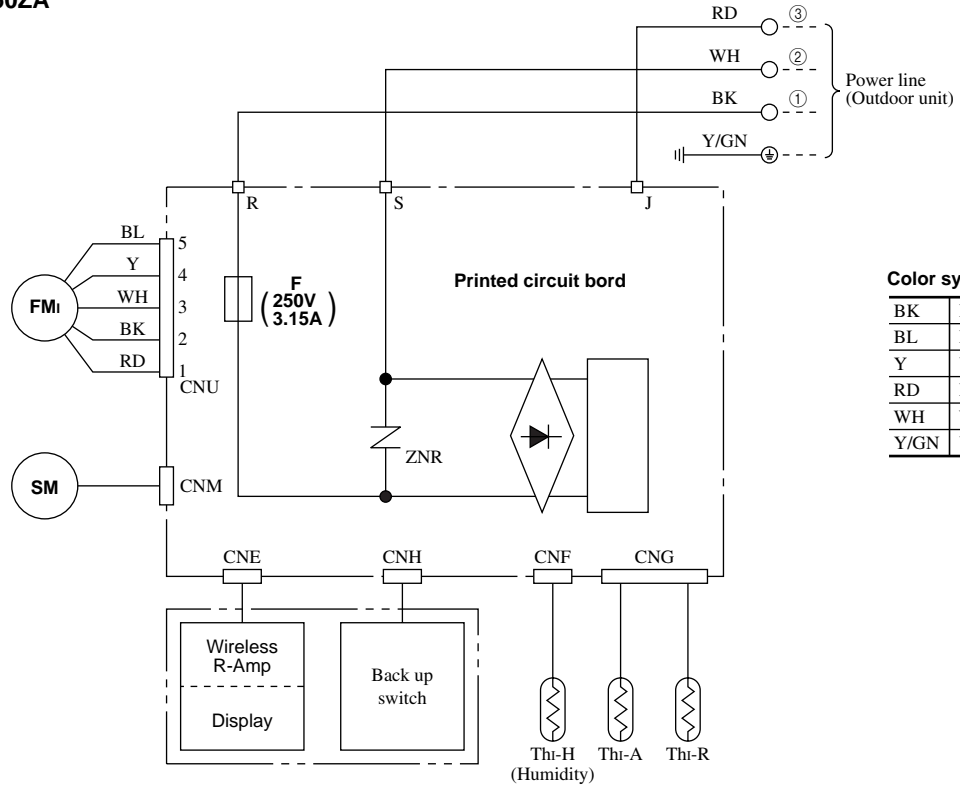 RD ③
WH ②
Power line
(Outdoor unit)
BK ①
Y/GN
R
S
J
BL 5
Y 4
WH 3
BK 2
RD 1
FMI
CNU
F
250V
3.15A
Printed circuit bord
Color sy
BK
BL
Y
RD
WH
Y/GN
ZNR
SM
CNM
CNE
CNH
CNF
CNG
Wireless
R-Amp
Display
Back up
switch
ThI-H
(Humidity)
ThI-A
ThI-R